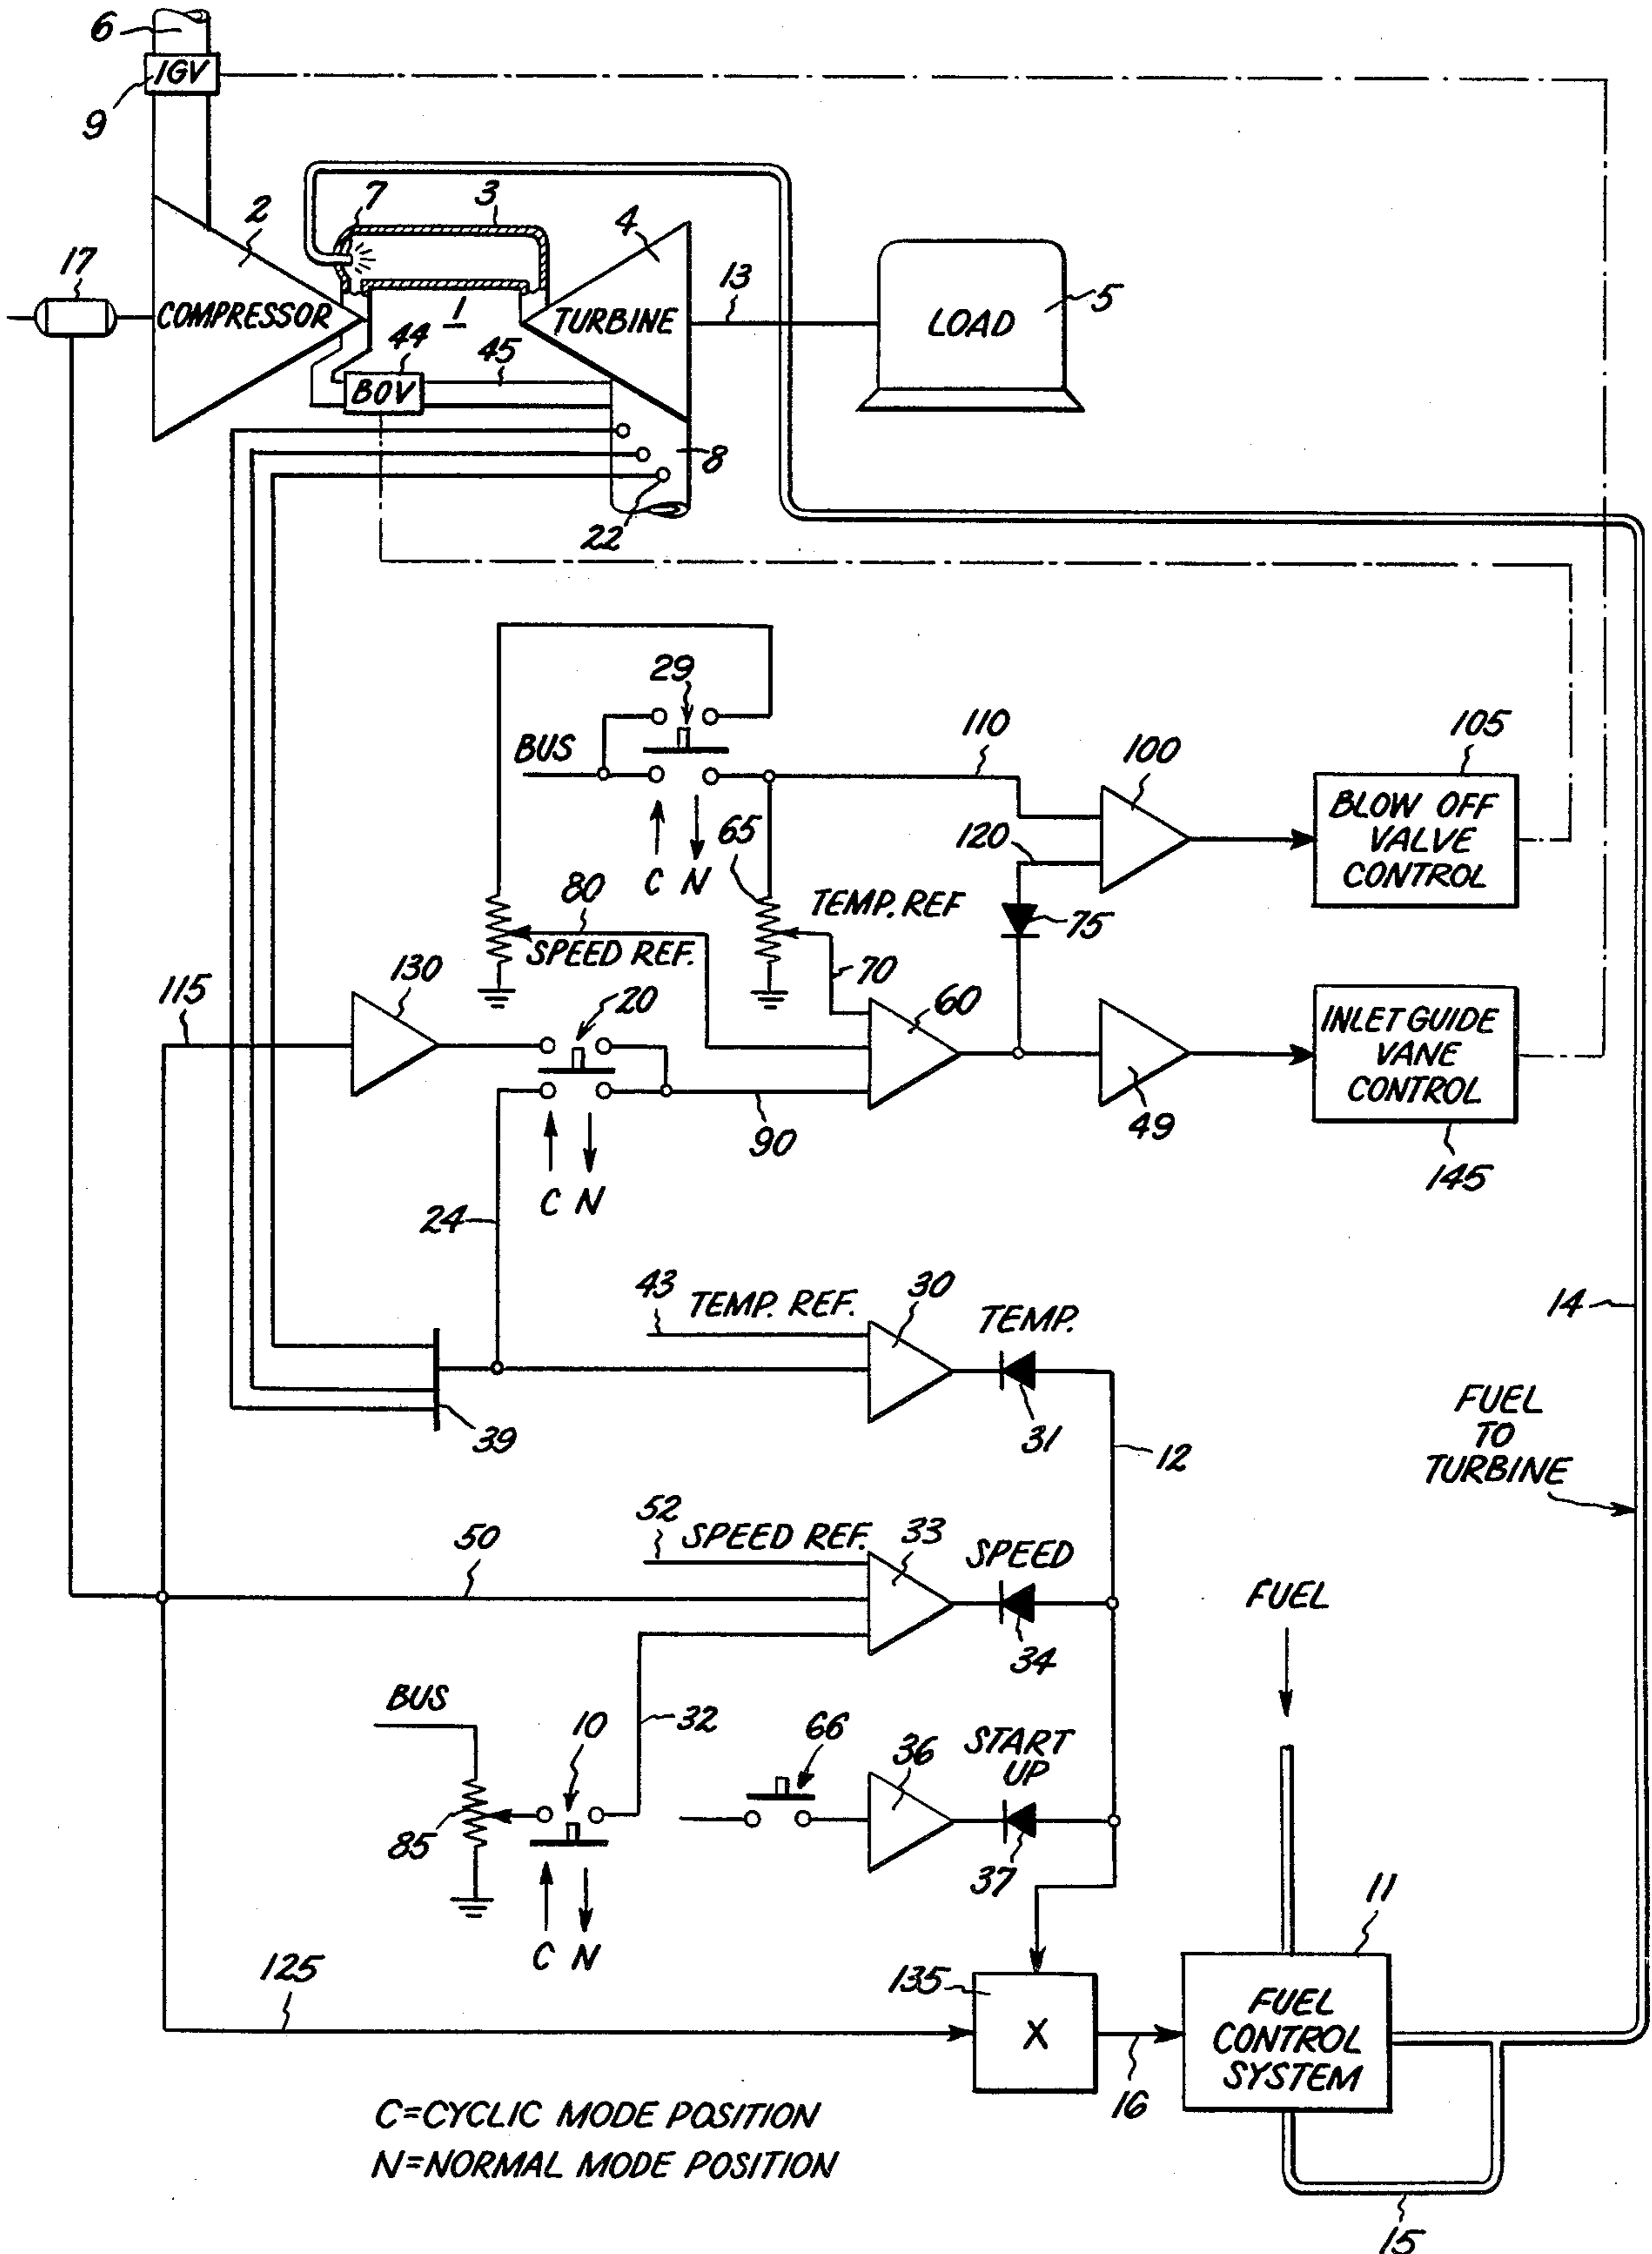 6
IGV
9
2
7
3
4
17
COMPRESSOR
1
TURBINE
13
LOAD
5
44
45
BOV
8
22
29
BUS
110
100
105
BLOW OFF
VALVE
CONTROL
65
120
C N
80
TEMP. REF
75
SPEED REF.
70
115
130
20
60
INLET GUIDE
VANE
CONTROL
90
49
145
C N
24
43
TEMP. REF.
30
TEMP.
14
39
31
12
FUEL
TO
TURBINE
50
52
SPEED REF.
33
SPEED
FUEL
34
BUS
10
32
66
36
START
UP
85
37
11
C N
125
135
X
FUEL
CONTROL
SYSTEM
16
C=CYCLIC MODE POSITION
N=NORMAL MODE POSITION
15